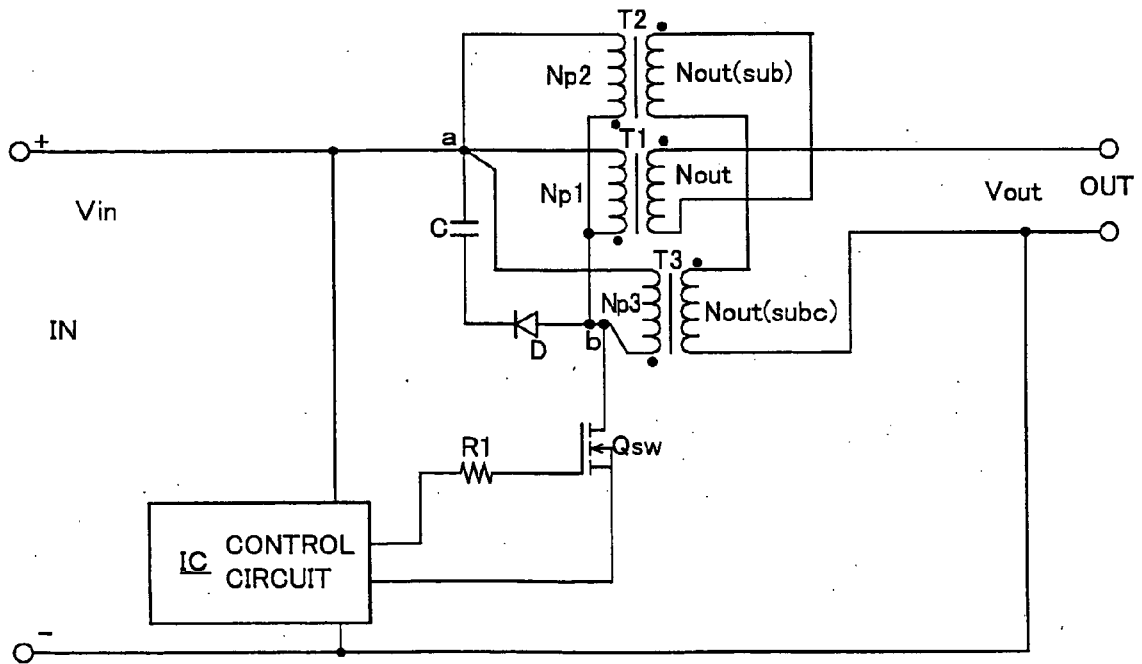 T2
Np2
Nout(sub)
+
a
T1
Vin
Np1
Nout
Vout
OUT
C
T3
Np3
Nout(subc)
IN
D
b
R1
Qsw
IC
CONTROL
CIRCUIT
-